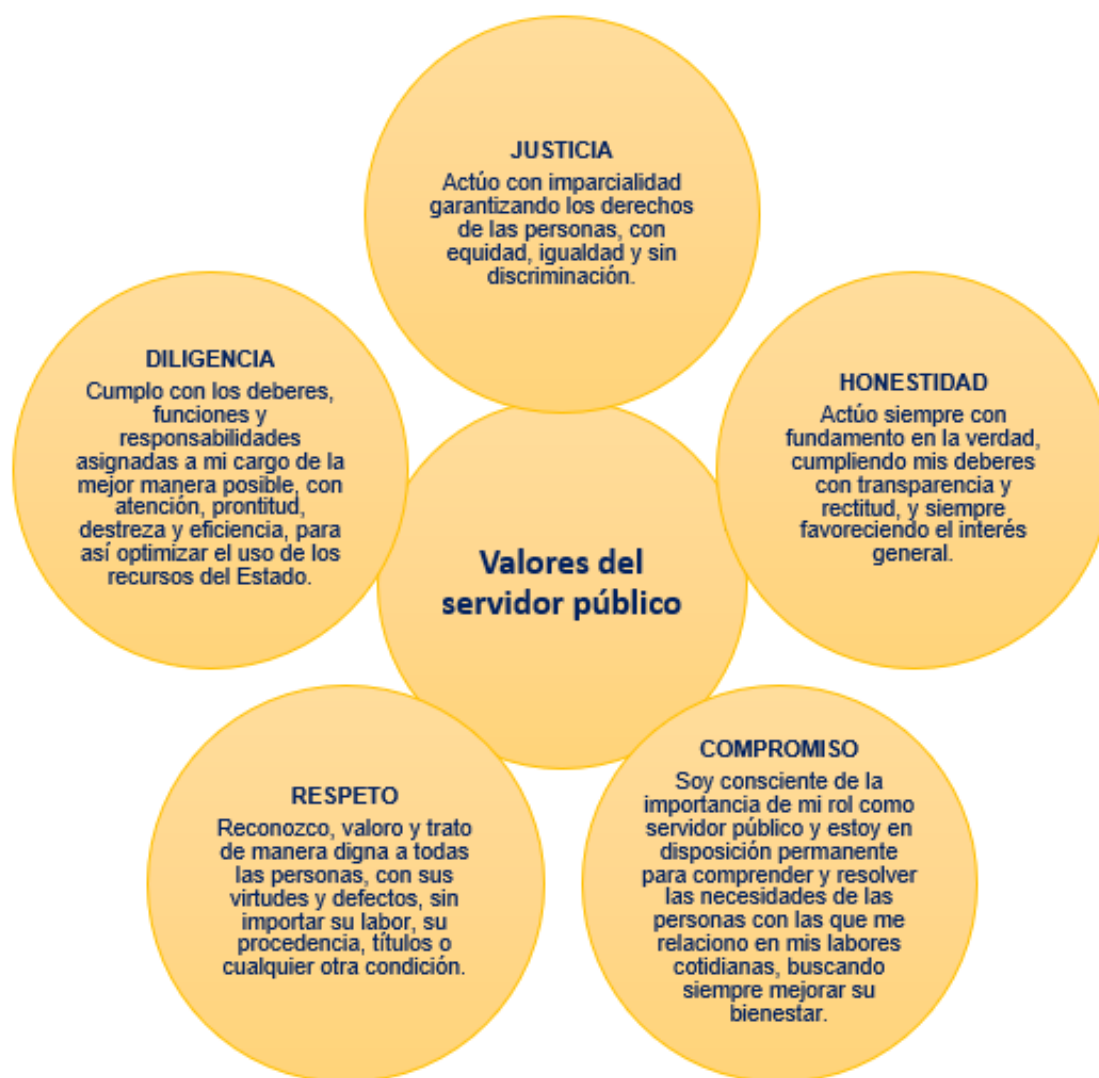 JUSTICIA
Actúo con imparcialidad
garantizando los derechos
de las personas, con
equidad, igualdad y sin
discriminación.
DILIGENCIA
Cumplo con los deberes,
funciones y
responsabilidades
asignadas a mi cargo de la
mejor manera posible, con
atención, prontitud,
destreza y eficiencia, para
así optimizar el uso de los
recursos del Estado.
HONESTIDAD
Actúo siempre con
fundamento en la verdad,
cumpliendo mis deberes
con transparencia y
rectitud, y siempre
favoreciendo el interés
general.
Valores del
servidor público
RESPETO
Reconozco, valoro y trato
de manera digna a todas
las personas, con sus
virtudes y defectos, sin
importar su labor, su
procedencia, títulos o
cualquier otra condición.
COMPROMISO
Soy consciente de la
importancia de mi rol como
servidor público y estoy en
disposición permanente
para comprender y resolver
las necesidades de las
personas con las que me
relaciono en mis labores
cotidianas, buscando
siempre mejorar su
bienestar.